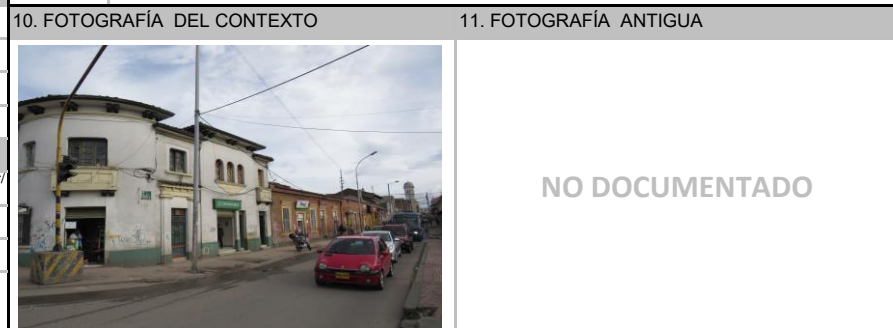 10. FOTOGRAFÍA DEL CONTEXTO
11. FOTOGRAFÍA ANTIGUA
NO DOCUMENTADO